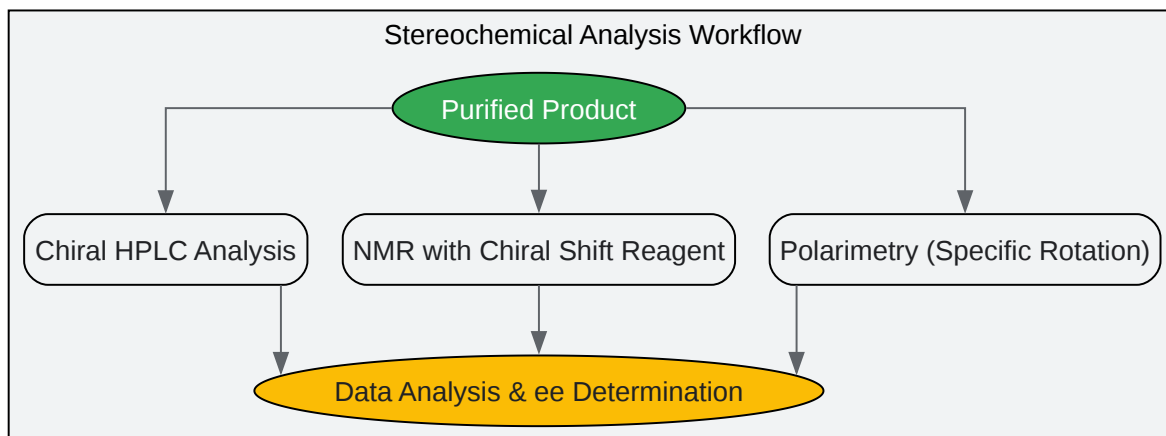 Stereochemical Analysis Workflow
Purified Product
Chiral HPLC Analysis
NMR with Chiral Shift Reagent
Polarimetry (Specific Rotation)
Data Analysis & ee Determination